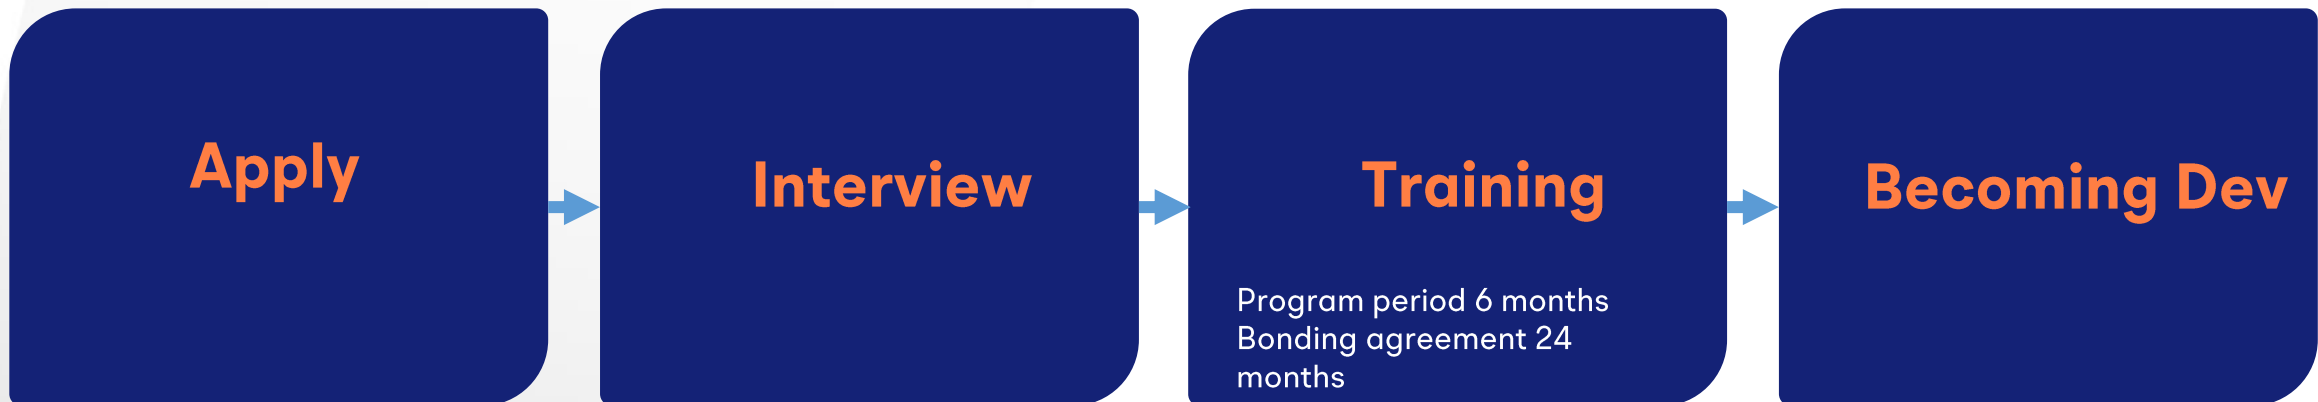 Apply
Interview
Training
Program period 6 months
Bonding agreement 24
months
Becoming Dev